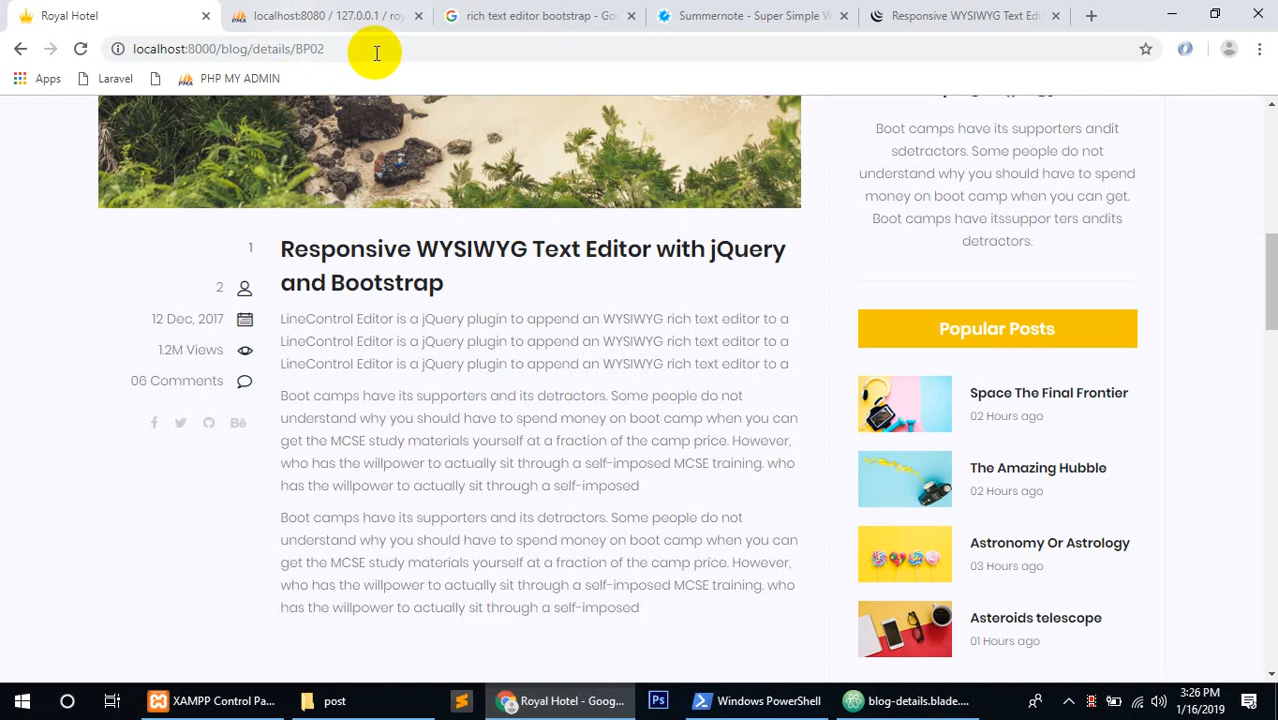 Royal Hotel
localhost:8080 / 127.0.0.1 / roy
rich text editor bootstrap - Goo
Summernote - Super Simple W
Responsive WYSIWYG Text Edi
localhost:8000/blog/details/BP02
Apps
Laravel
PHP MY ADMIN
Boot camps have its supporters andit
sdetractors. Some people do not
understand why you should have to spend
money on boot camp when you can get.
Boot camps have itssuppor ters andits
detractors.
1
Responsive WYSIWYG Text Editor with jQuery
and Bootstrap
2
12 Dec, 2017
1.2M Views
06 Comments
LineControl Editor is a jQuery plugin to append an WYSIWYG rich text editor to a
LineControl Editor is a jQuery plugin to append an WYSIWYG rich text editor to a
LineControl Editor is a jQuery plugin to append an WYSIWYG rich text editor to a
Boot camps have its supporters and its detractors. Some people do not
understand why you should have to spend money on boot camp when you can
get the MCSE study materials yourself at a fraction of the camp price. However,
who has the willpower to actually sit through a self-imposed MCSE training. who
has the willpower to actually sit through a self-imposed
Boot camps have its supporters and its detractors. Some people do not
understand why you should have to spend money on boot camp when you can
get the MCSE study materials yourself at a fraction of the camp price. However,
who has the willpower to actually sit through a self-imposed MCSE training. who
has the willpower to actually sit through a self-imposed
Popular Posts
Space The Final Frontier
02 Hours ago
The Amazing Hubble
02 Hours ago
Astronomy Or Astrology
03 Hours ago
Asteroids telescope
01 Hours ago
XAMPP Control Pa...
post
Royal Hotel - Goog...
Ps
Windows PowerShell
blog-details.blade....
3:26 PM
1/16/2019